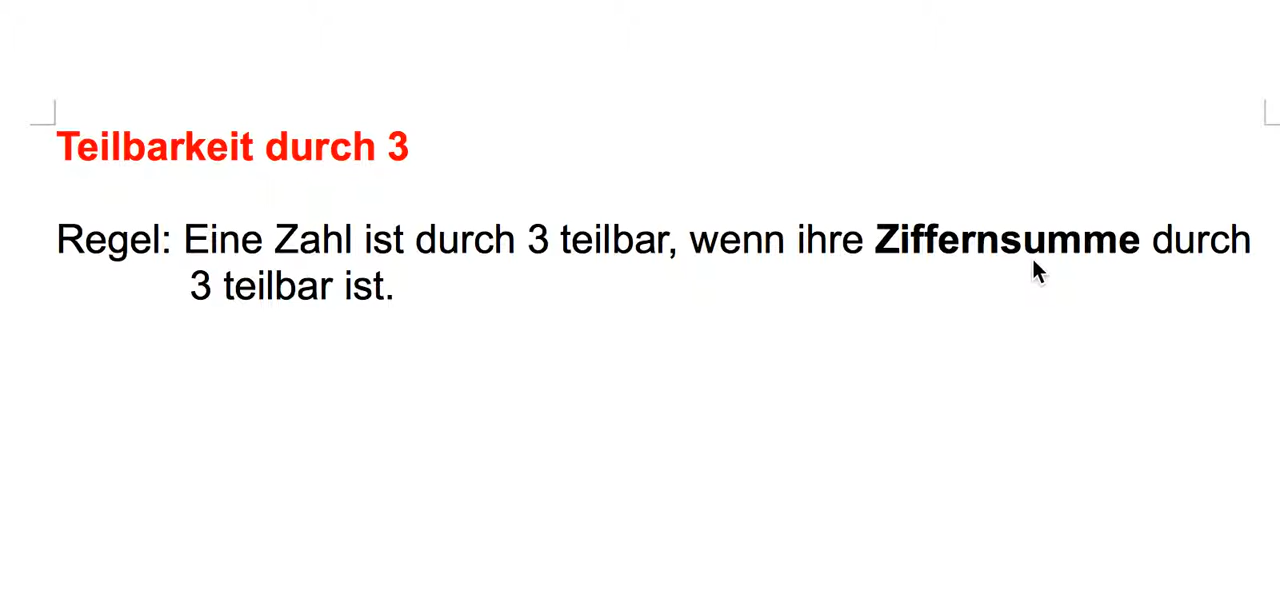 Teilbarkeit durch 3
Regel: Eine Zahl ist durch 3 teilbar, wenn ihre Ziffernsumme durch
3 teilbar ist.